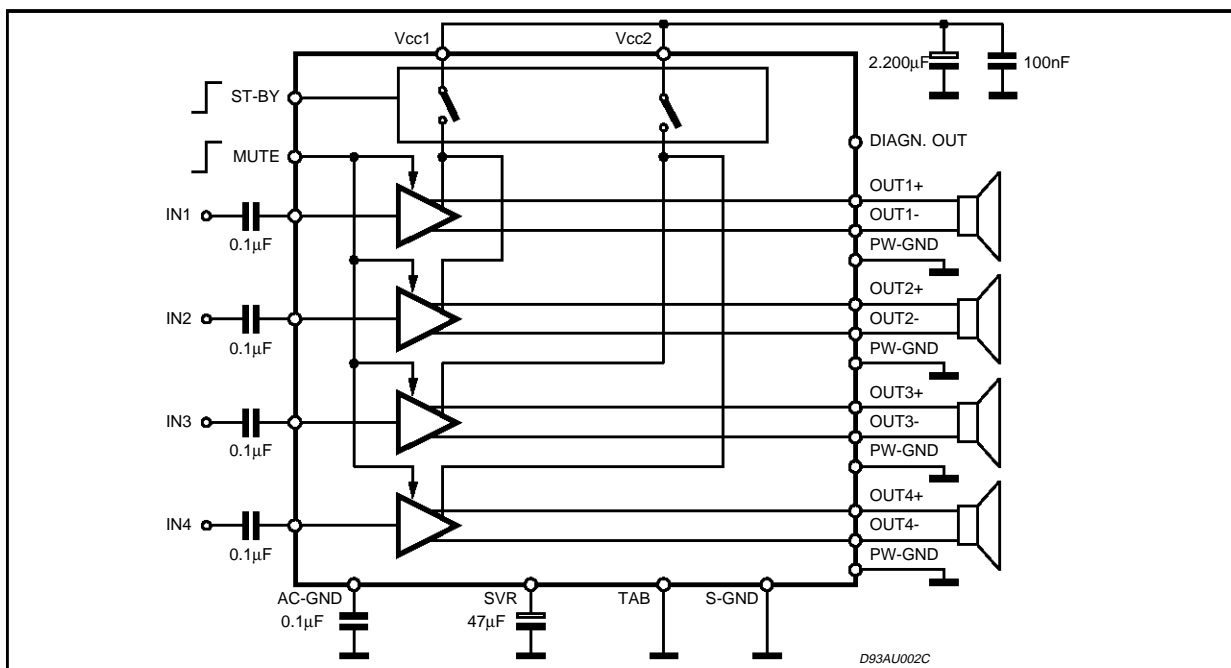 Vcc1
Vcc2
2.200μF
100nF
ST-BY
MUTE
DIAGN. OUT
IN1
0.1μF
OUT1+
OUT1-
PW-GND
IN2
0.1μF
OUT2+
OUT2-
PW-GND
IN3
0.1μF
OUT3+
OUT3-
PW-GND
IN4
0.1μF
OUT4+
OUT4-
PW-GND
AC-GND
0.1μF
SVR
47μF
TAB
S-GND
D93AU002C